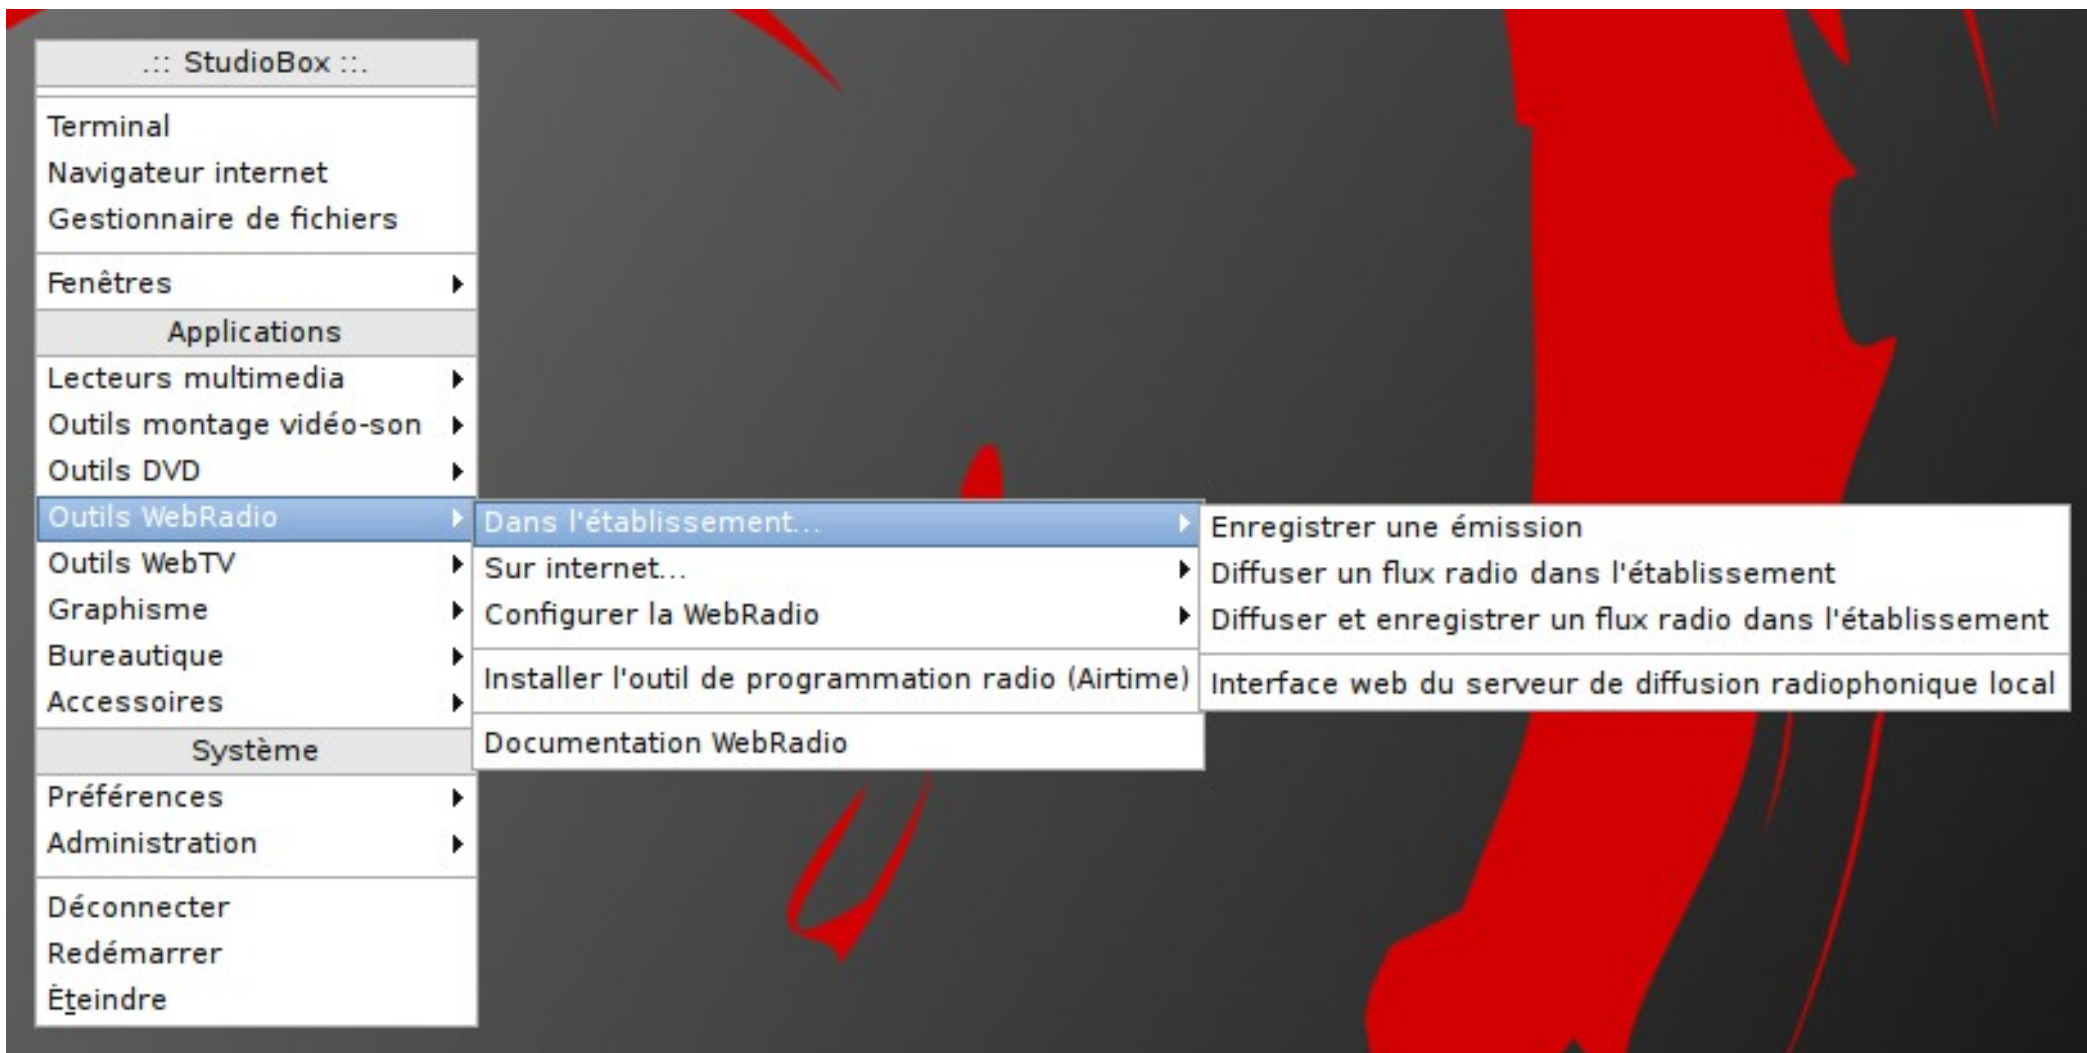 .:: StudioBox ::.
Terminal
Navigateur internet
Gestionnaire de fichiers
Fenêtres
Applications
Lecteurs multimedia
Outils montage vidéo-son
Outils DVD
Outils WebRadio
Outils WebTV
Graphisme
Bureautique
Accessoires
Système
Préférences
Administration
Déconnecter
Redémarrer
Èteindre
Dans l'établissement...
Sur internet...
Configurer la WebRadio
Installer l'outil de programmation radio (Airtime)
Documentation WebRadio
Enregistrer une émission
Diffuser un flux radio dans l'établissement
Diffuser et enregistrer un flux radio dans l'établissement
Interface web du serveur de diffusion radiophonique local